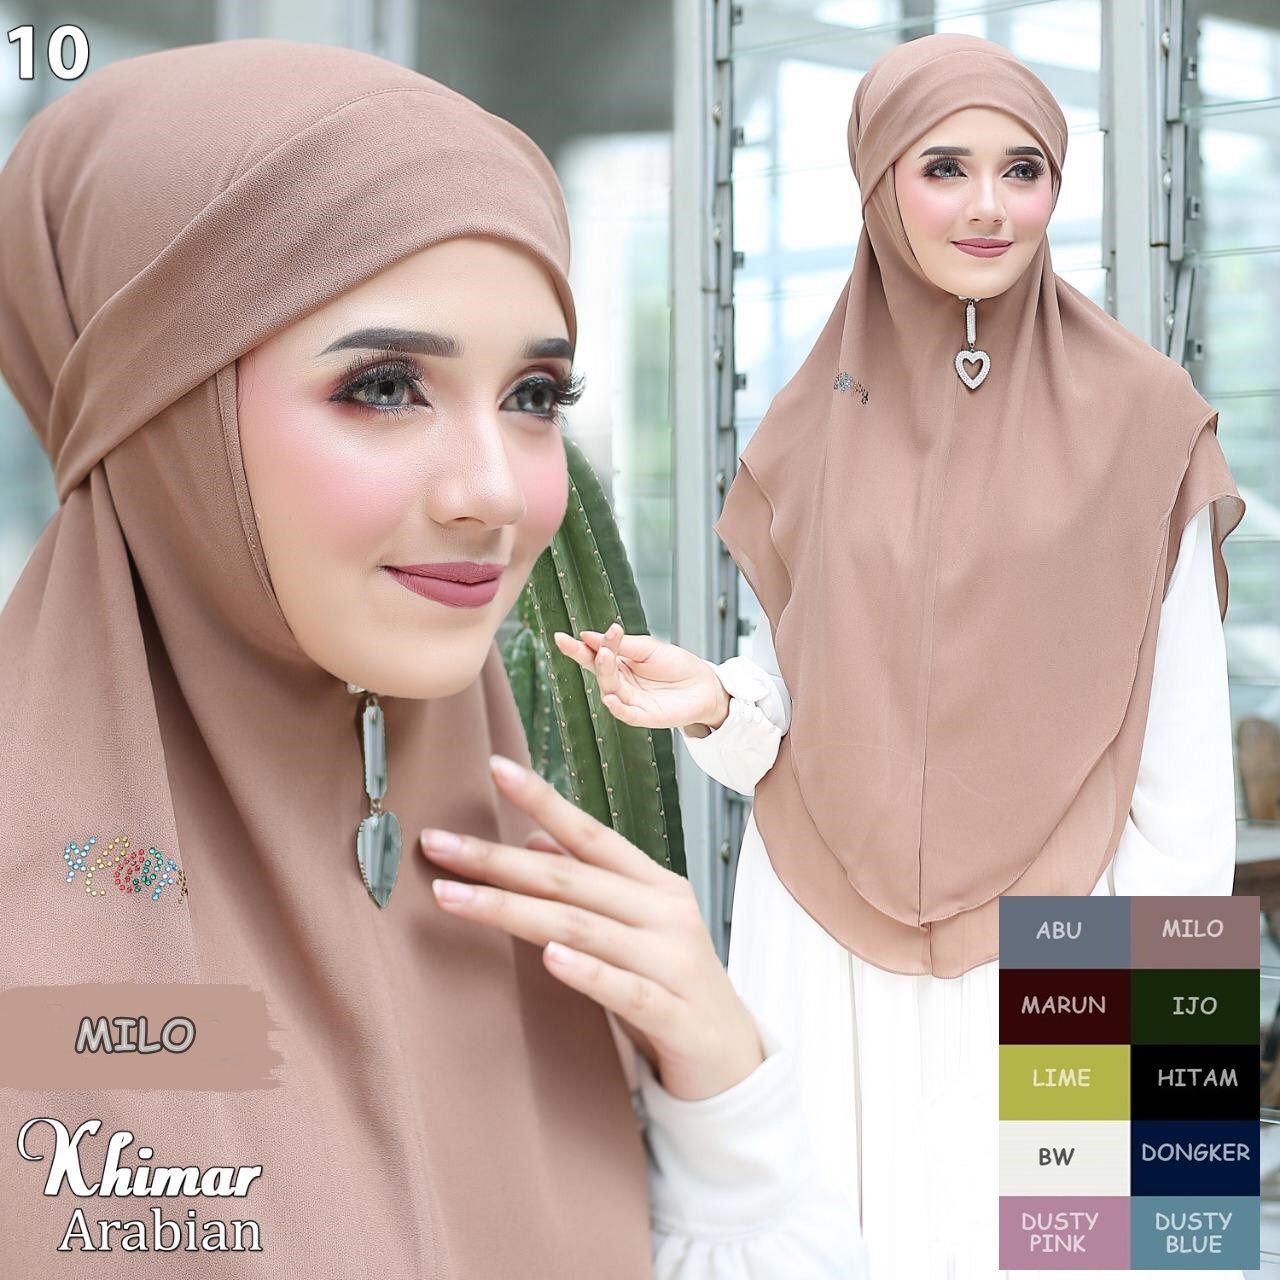 10
MILO
Khimar
Arabian
ABU
MILO
MARUN
IJO
LIME
HITAM
BW
DONGKER
DUSTY
PINK
DUSTY
BLUE